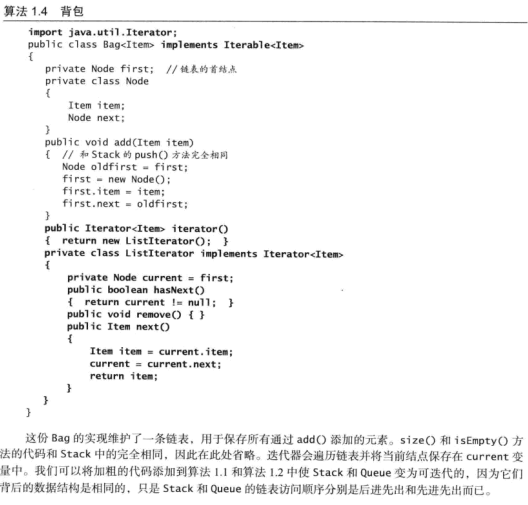 算法 1.4 背包
import java.util.Iterator;
public class Bag<Item> implements Iterable<Item>
{
private Node first; //链表的首结点
private class Node
{
Item item;
Node next;
}
public void add(Item item)
{ // 和 Stack 的 push() 方法完全相同
Node oldfirst = first;
first = new Node();
first.item = item;
first.next = oldfirst;
}
public Iterator<Item> iterator()
{ return new ListIterator(); }
private class ListIterator implements Iterator<Item>
{
private Node current = first;
public boolean hasNext()
{ return current != null; }
public void remove() { }
public Item next()
{
Item item = current.item;
current = current.next;
return item;
}
}
}
这份 Bag 的实现维护了一条链表，用于保存所有通过 add() 添加的元素。size() 和 isEmpty() 方
法的代码和 Stack 中的完全相同，因此在此处省略。迭代器会遍历链表并将当前结点保存在 current 变
量中。我们可以将加粗的代码添加到算法 1.1 和算法 1.2 中使 Stack 和 Queue 变为可迭代的，因为它们
背后的数据结构是相同的，只是 Stack 和 Queue 的链表访问顺序分别是后进先出和先进先出而已。